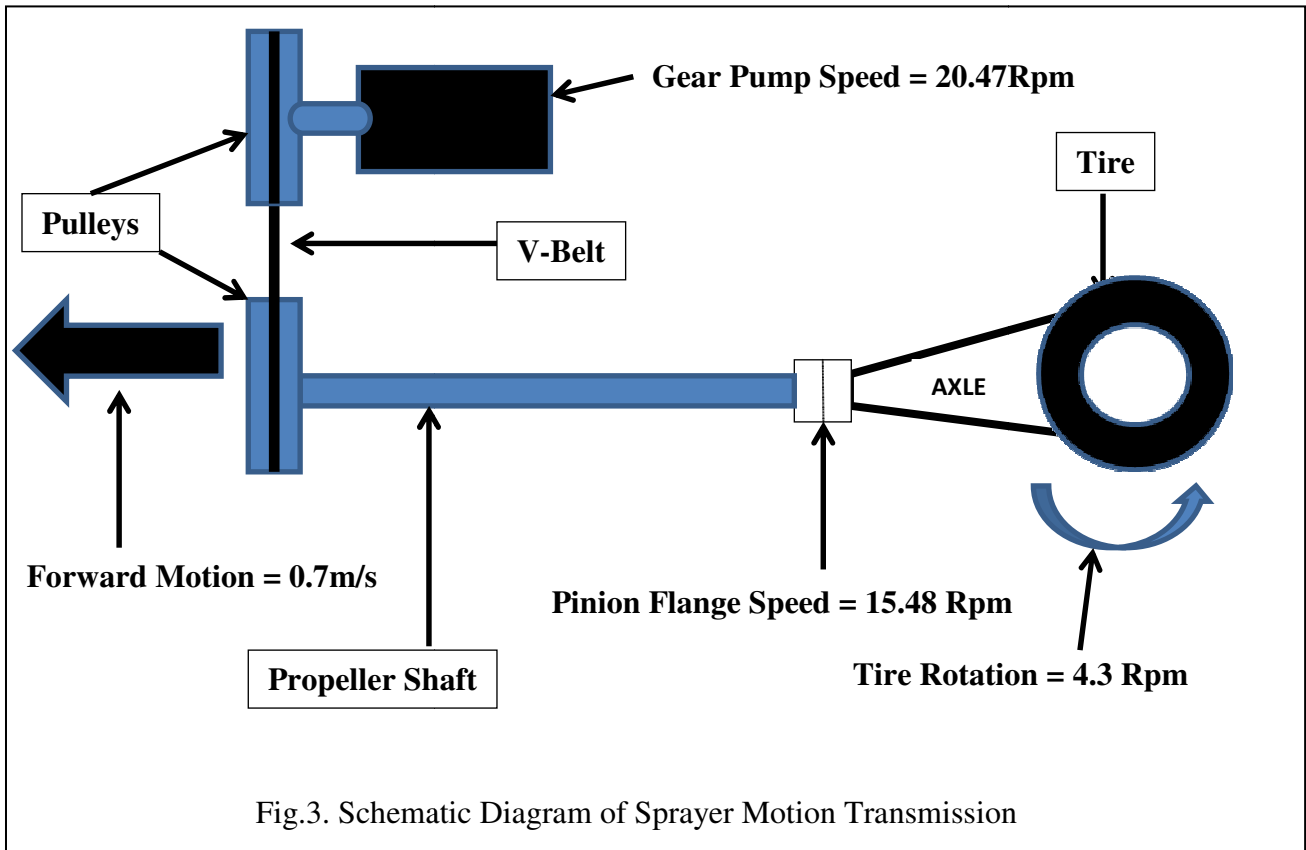 Gear Pump Speed = 20.47Rpm
Tire
Pulleys
V-Belt
AXLE
Forward Motion = 0.7m/s
Pinion Flange Speed = 15.48 Rpm
Propeller Shaft
Tire Rotation = 4.3 Rpm
Fig.3. Schematic Diagram of Sprayer Motion Transmission